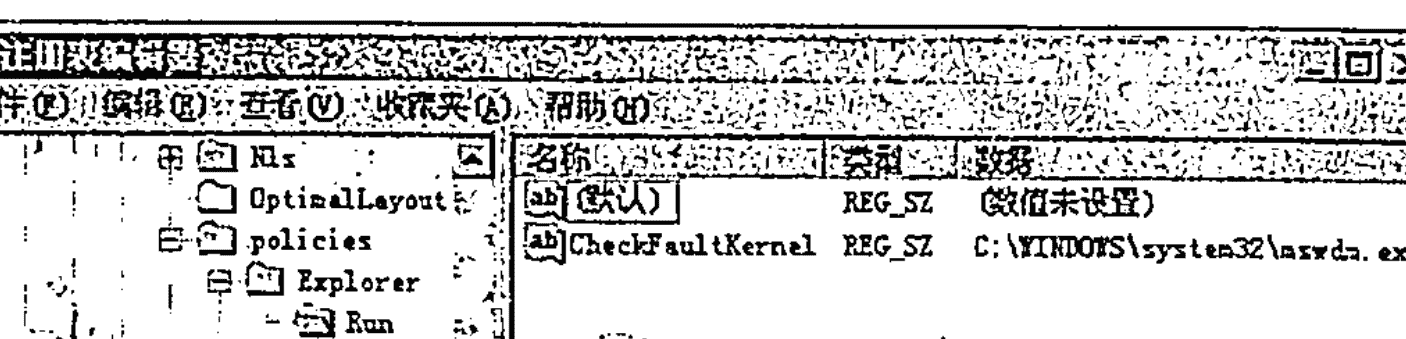 注册表编辑器
件(F) 编辑(E) 查看(V) 收藏夹(A) 帮助(H)
名称 类型 数据
Nls
(默认) REG_SZ (数值未设置)
OptimalLayout
policies
CheckFaultKernel REG_SZ C:\WINDOWS\system32\mswdm.ex
Explorer
Run